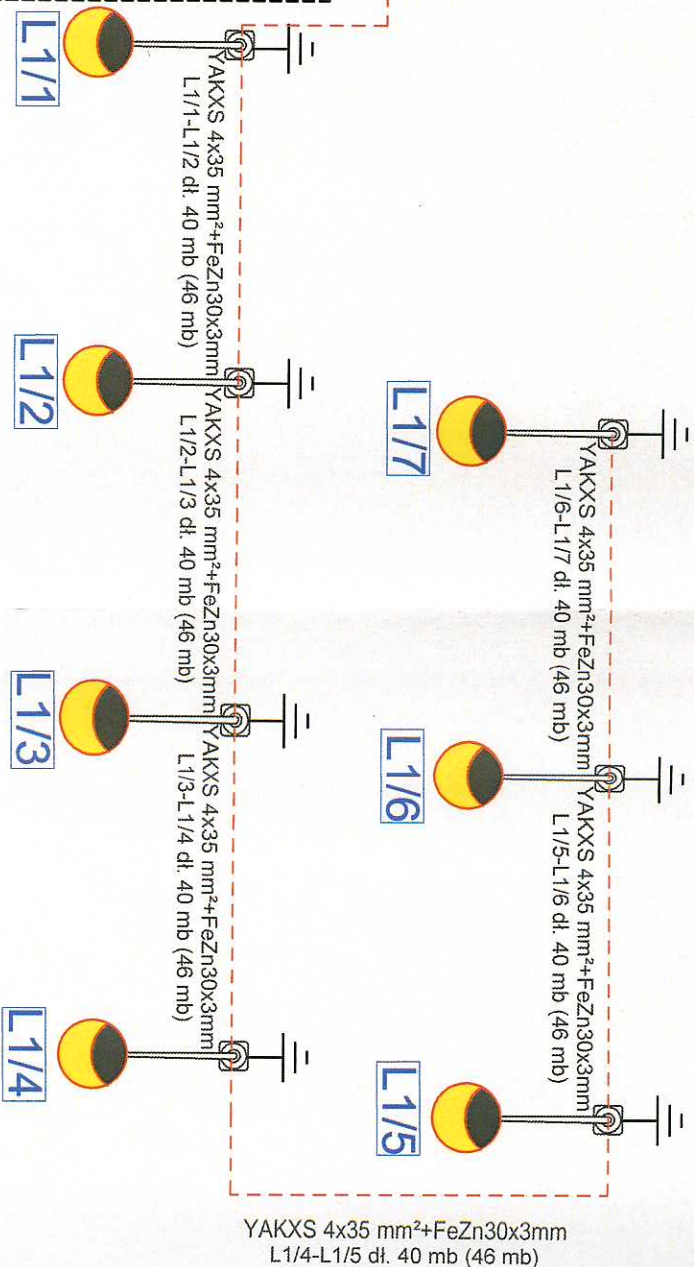 L1/1
YAKXS 4x35 mm²+FeZn30x3mm
L1/1-L1/2 dł. 40 mb (46 mb)
L1/2
YAKXS 4x35 mm²+FeZn30x3mm
L1/2-L1/3 dł. 40 mb (46 mb)
L1/3
YAKXS 4x35 mm²+FeZn30x3mm
L1/3-L1/4 dł. 40 mb (46 mb)
L1/4
L1/7
YAKXS 4x35 mm²+FeZn30x3mm
L1/6-L1/7 dł. 40 mb (46 mb)
L1/6
YAKXS 4x35 mm²+FeZn30x3mm
L1/5-L1/6 dł. 40 mb (46 mb)
L1/5
YAKXS 4x35 mm²+FeZn30x3mm
L1/4-L1/5 dł. 40 mb (46 mb)